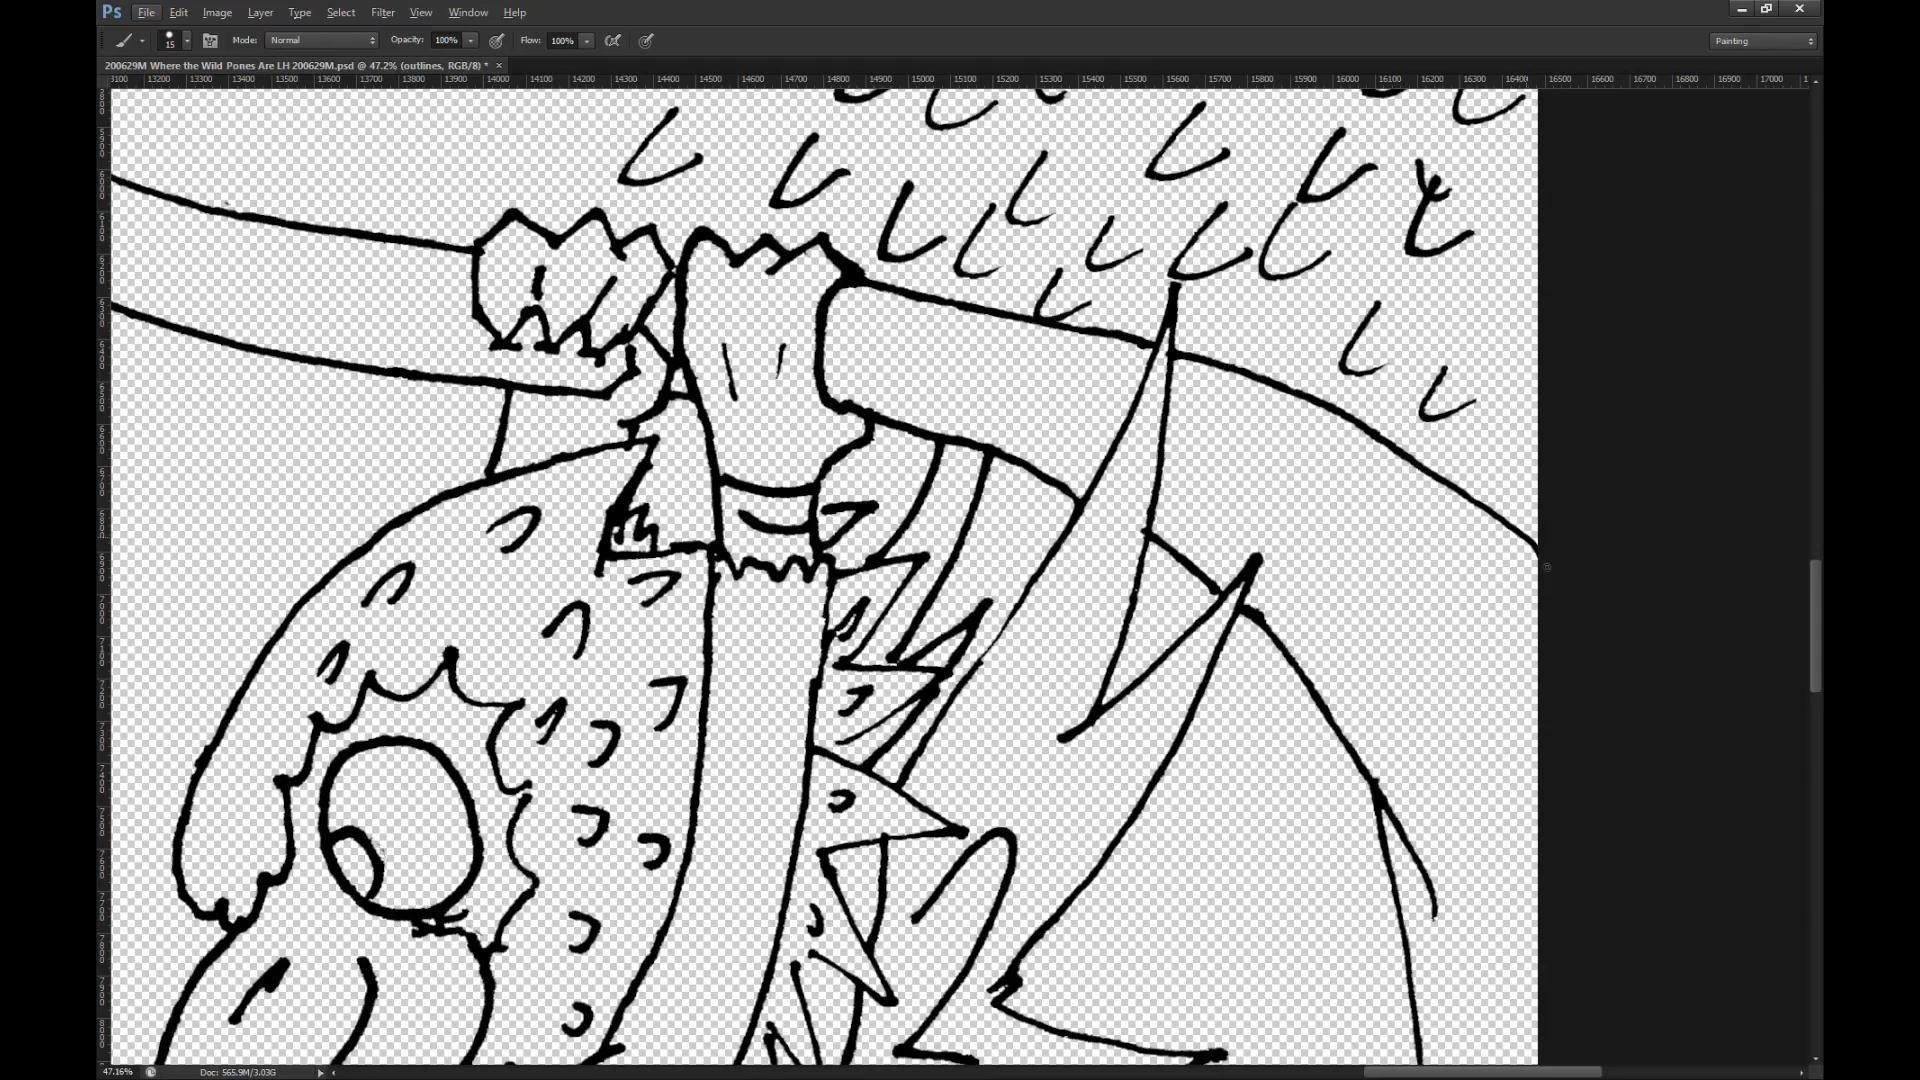 Ps File Edit Image Layer Type Select Filter View Window Help
15 Mode: Normal Opacity: 100% Flow: 100% Painting
200629M Where the Wild Pones Are LH 200629M.psd @ 47.2% (outlines, RGB/8) * ×
3100 13200 13300 13400 13500 13600 13700 13800 13900 14000 14100 14200 14300 14400 14500 14600 14700 14800 14900 15000 15100 15200 15300 15400 15500 15600 15700 15800 15900 16000 16100 16200 16300 16400 16500 16600 16700 16800 16900 17000 1
47.16% Doc: 565.9M/3.03G